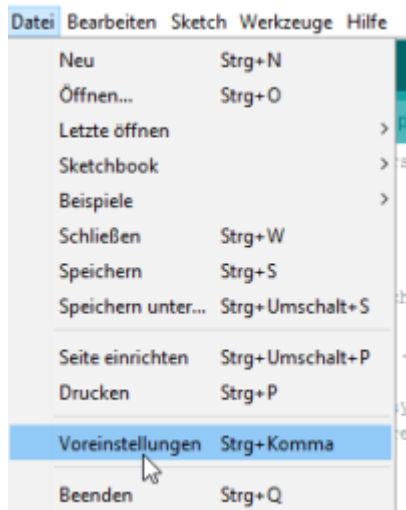 Datei Bearbeiten Sketch Werkzeuge Hilfe
Neu Strg+N
Öffnen... Strg+O
Letzte öffnen >
Sketchbook >
Beispiele >
Schließen Strg+W
Speichern Strg+S
Speichern unter... Strg+Umschalt+S
Seite einrichten Strg+Umschalt+P
Drucken Strg+P
Voreinstellungen Strg+Komma
Beenden Strg+Q